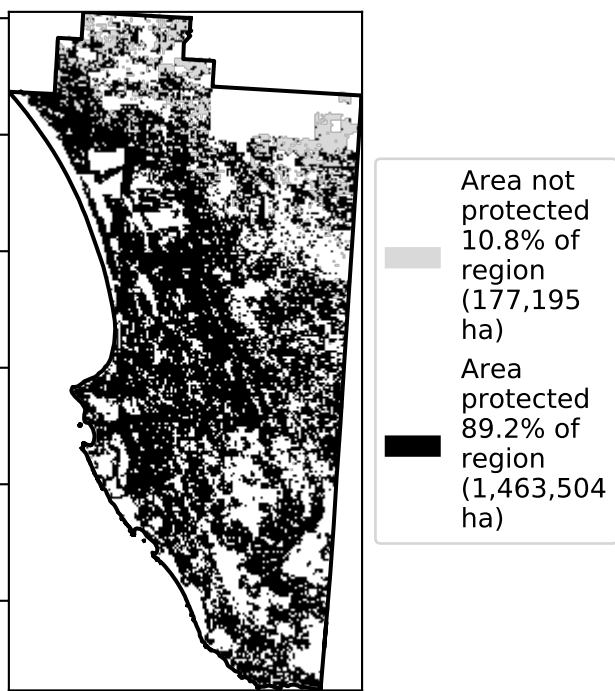 Area not
protected
10.8% of
region
(177,195
ha)
Area
protected
89.2% of
region
(1,463,504
ha)